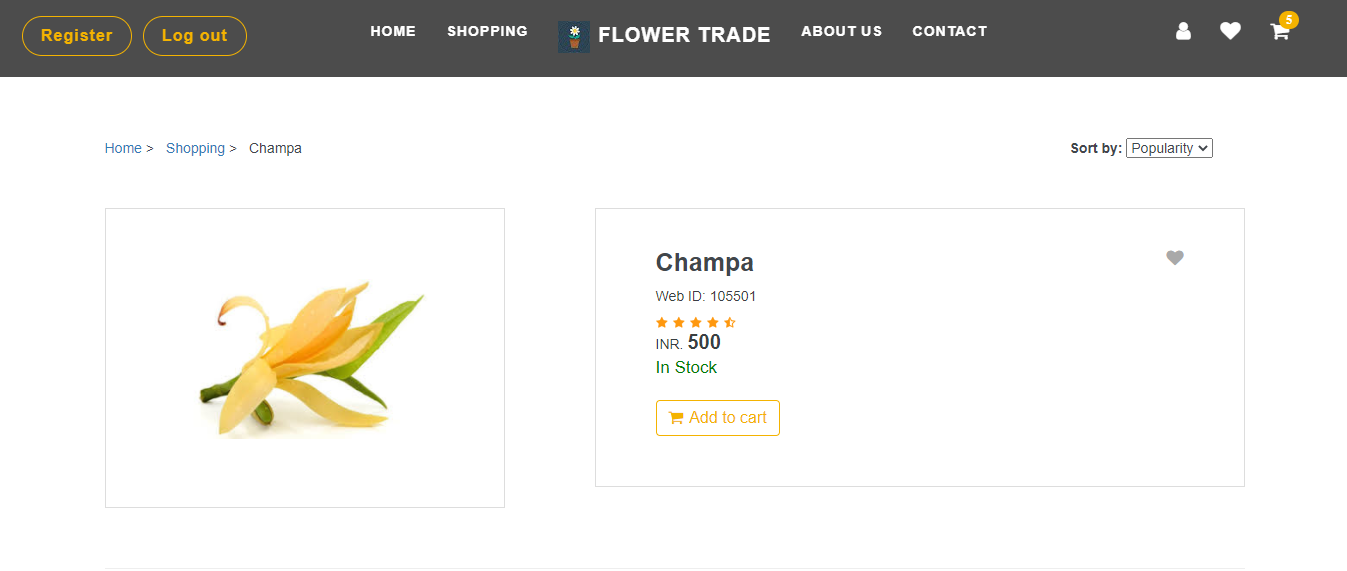 Register Log out HOME SHOPPING FLOWER TRADE ABOUT US CONTACT 5
Home > Shopping > Champa Sort by: Popularity
Champa
Web ID: 105501
INR. 500
In Stock
Add to cart